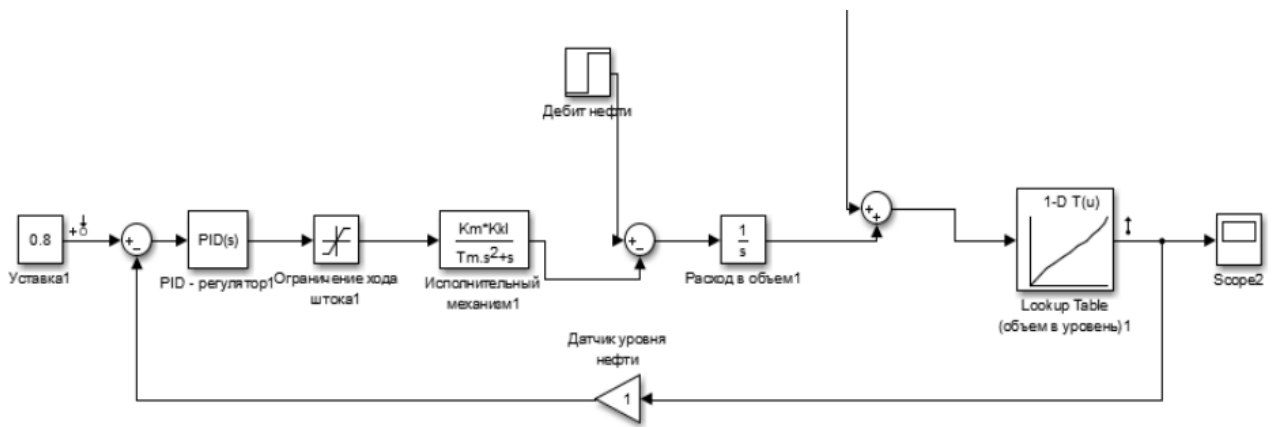 Дебит нефти
0.8
Уставка1
PID(s)
PID - регулятор1
Ограничение хода
штока1
Km*Kkl
Tm.s²+s
Исполнительный
механизм1
1
s
Расход в объем1
1-D T(u)
Lookup Table
(объем в уровень) 1
Scope2
Датчик уровня
нефти
1